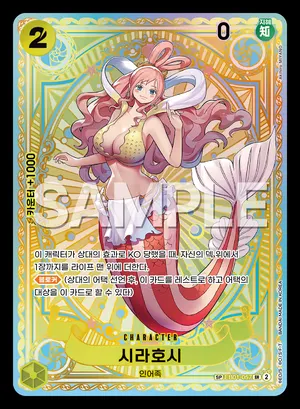 2
0
지혜
知
카운터 +1000
SAMPLE
이 캐릭터가 상대의 효과로 KO 당했을 때, 자신의 덱 위에서
1장까지를 라이프 맨 위에 더한다.
블로커 (상대의 어택 선언 후, 이 카드를 레스트로 하고 어택의
대상을 이 카드로 할 수 있다)
CHARACTER
시라호시
인어족
SP
2